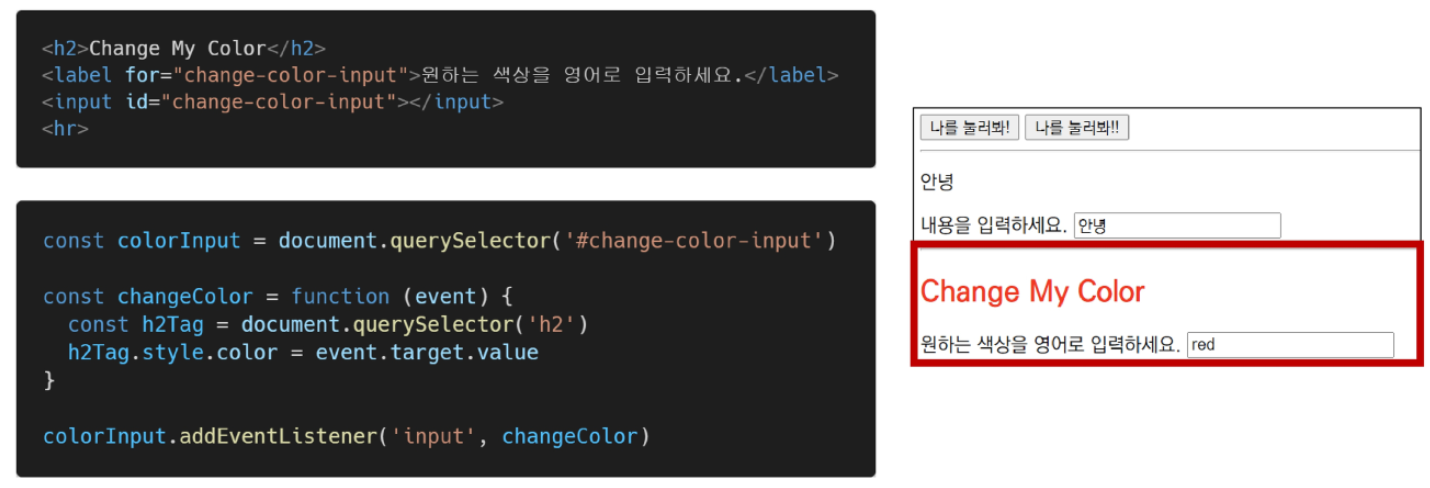 <h2>Change My Color</h2>
<label for="change-color-input">원하는 색상을 영어로 입력하세요.</label>
<input id="change-color-input"></input>
<hr>
const colorInput = document.querySelector('#change-color-input')
const changeColor = function (event) {
  const h2Tag = document.querySelector('h2')
  h2Tag.style.color = event.target.value
}
colorInput.addEventListener('input', changeColor)
나를 눌러봐! 나를 눌러봐!!
안녕
내용을 입력하세요. 안녕
Change My Color
원하는 색상을 영어로 입력하세요. red